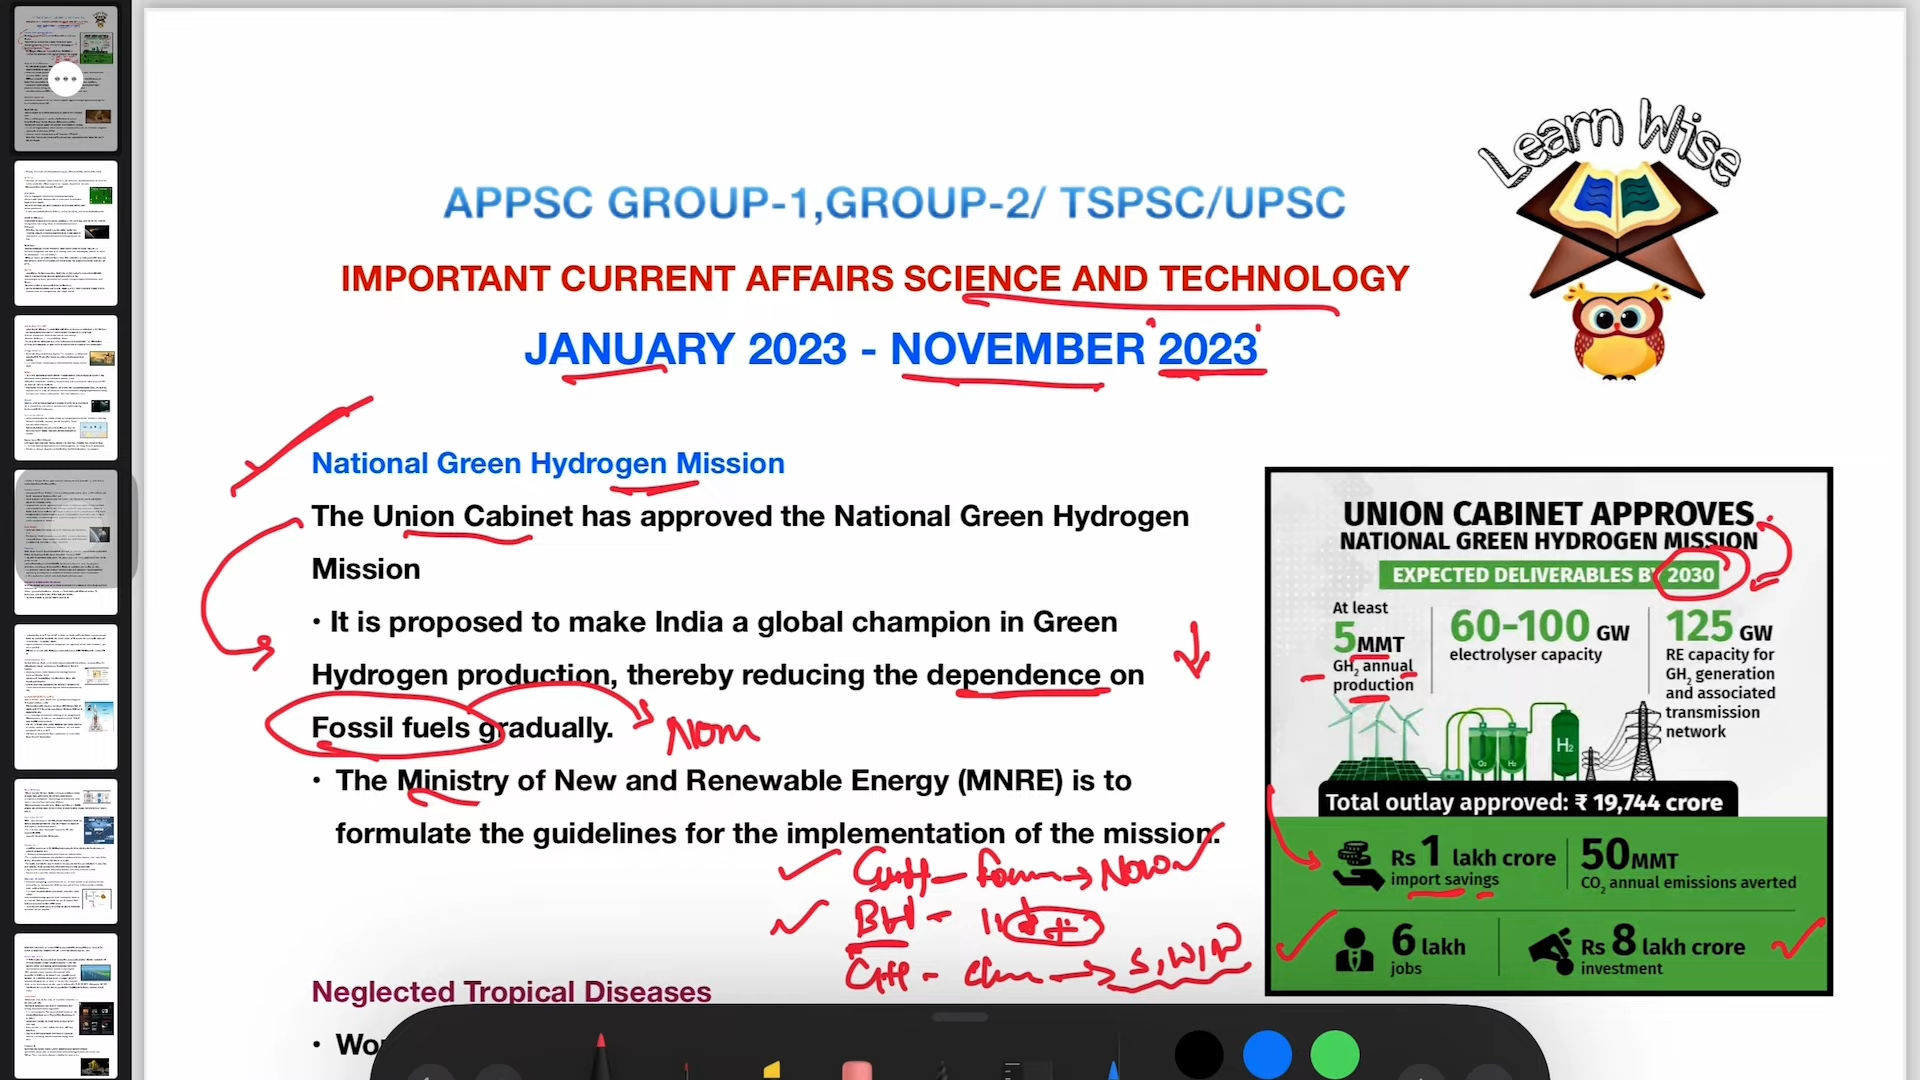 Learn Wise
APPSC GROUP-1,GROUP-2/ TSPSC/UPSC
IMPORTANT CURRENT AFFAIRS SCIENCE AND TECHNOLOGY
JANUARY 2023 - NOVEMBER 2023
National Green Hydrogen Mission
The Union Cabinet has approved the National Green Hydrogen
Mission
• It is proposed to make India a global champion in Green
Hydrogen production, thereby reducing the dependence on
Fossil fuels gradually.
• The Ministry of New and Renewable Energy (MNRE) is to
formulate the guidelines for the implementation of the mission.
Neglected Tropical Diseases
UNION CABINET APPROVES
NATIONAL GREEN HYDROGEN MISSION
EXPECTED DELIVERABLES BY 2030
At least
5 MMT
GH2 annual
production
60-100 GW
electrolyser capacity
125 GW
RE capacity for
GH2 generation
and associated
transmission
network
O2 H2 H2
Total outlay approved: ₹ 19,744 crore
Rs 1 lakh crore
import savings
50 MMT
CO2 annual emissions averted
6 lakh
jobs
Rs 8 lakh crore
investment